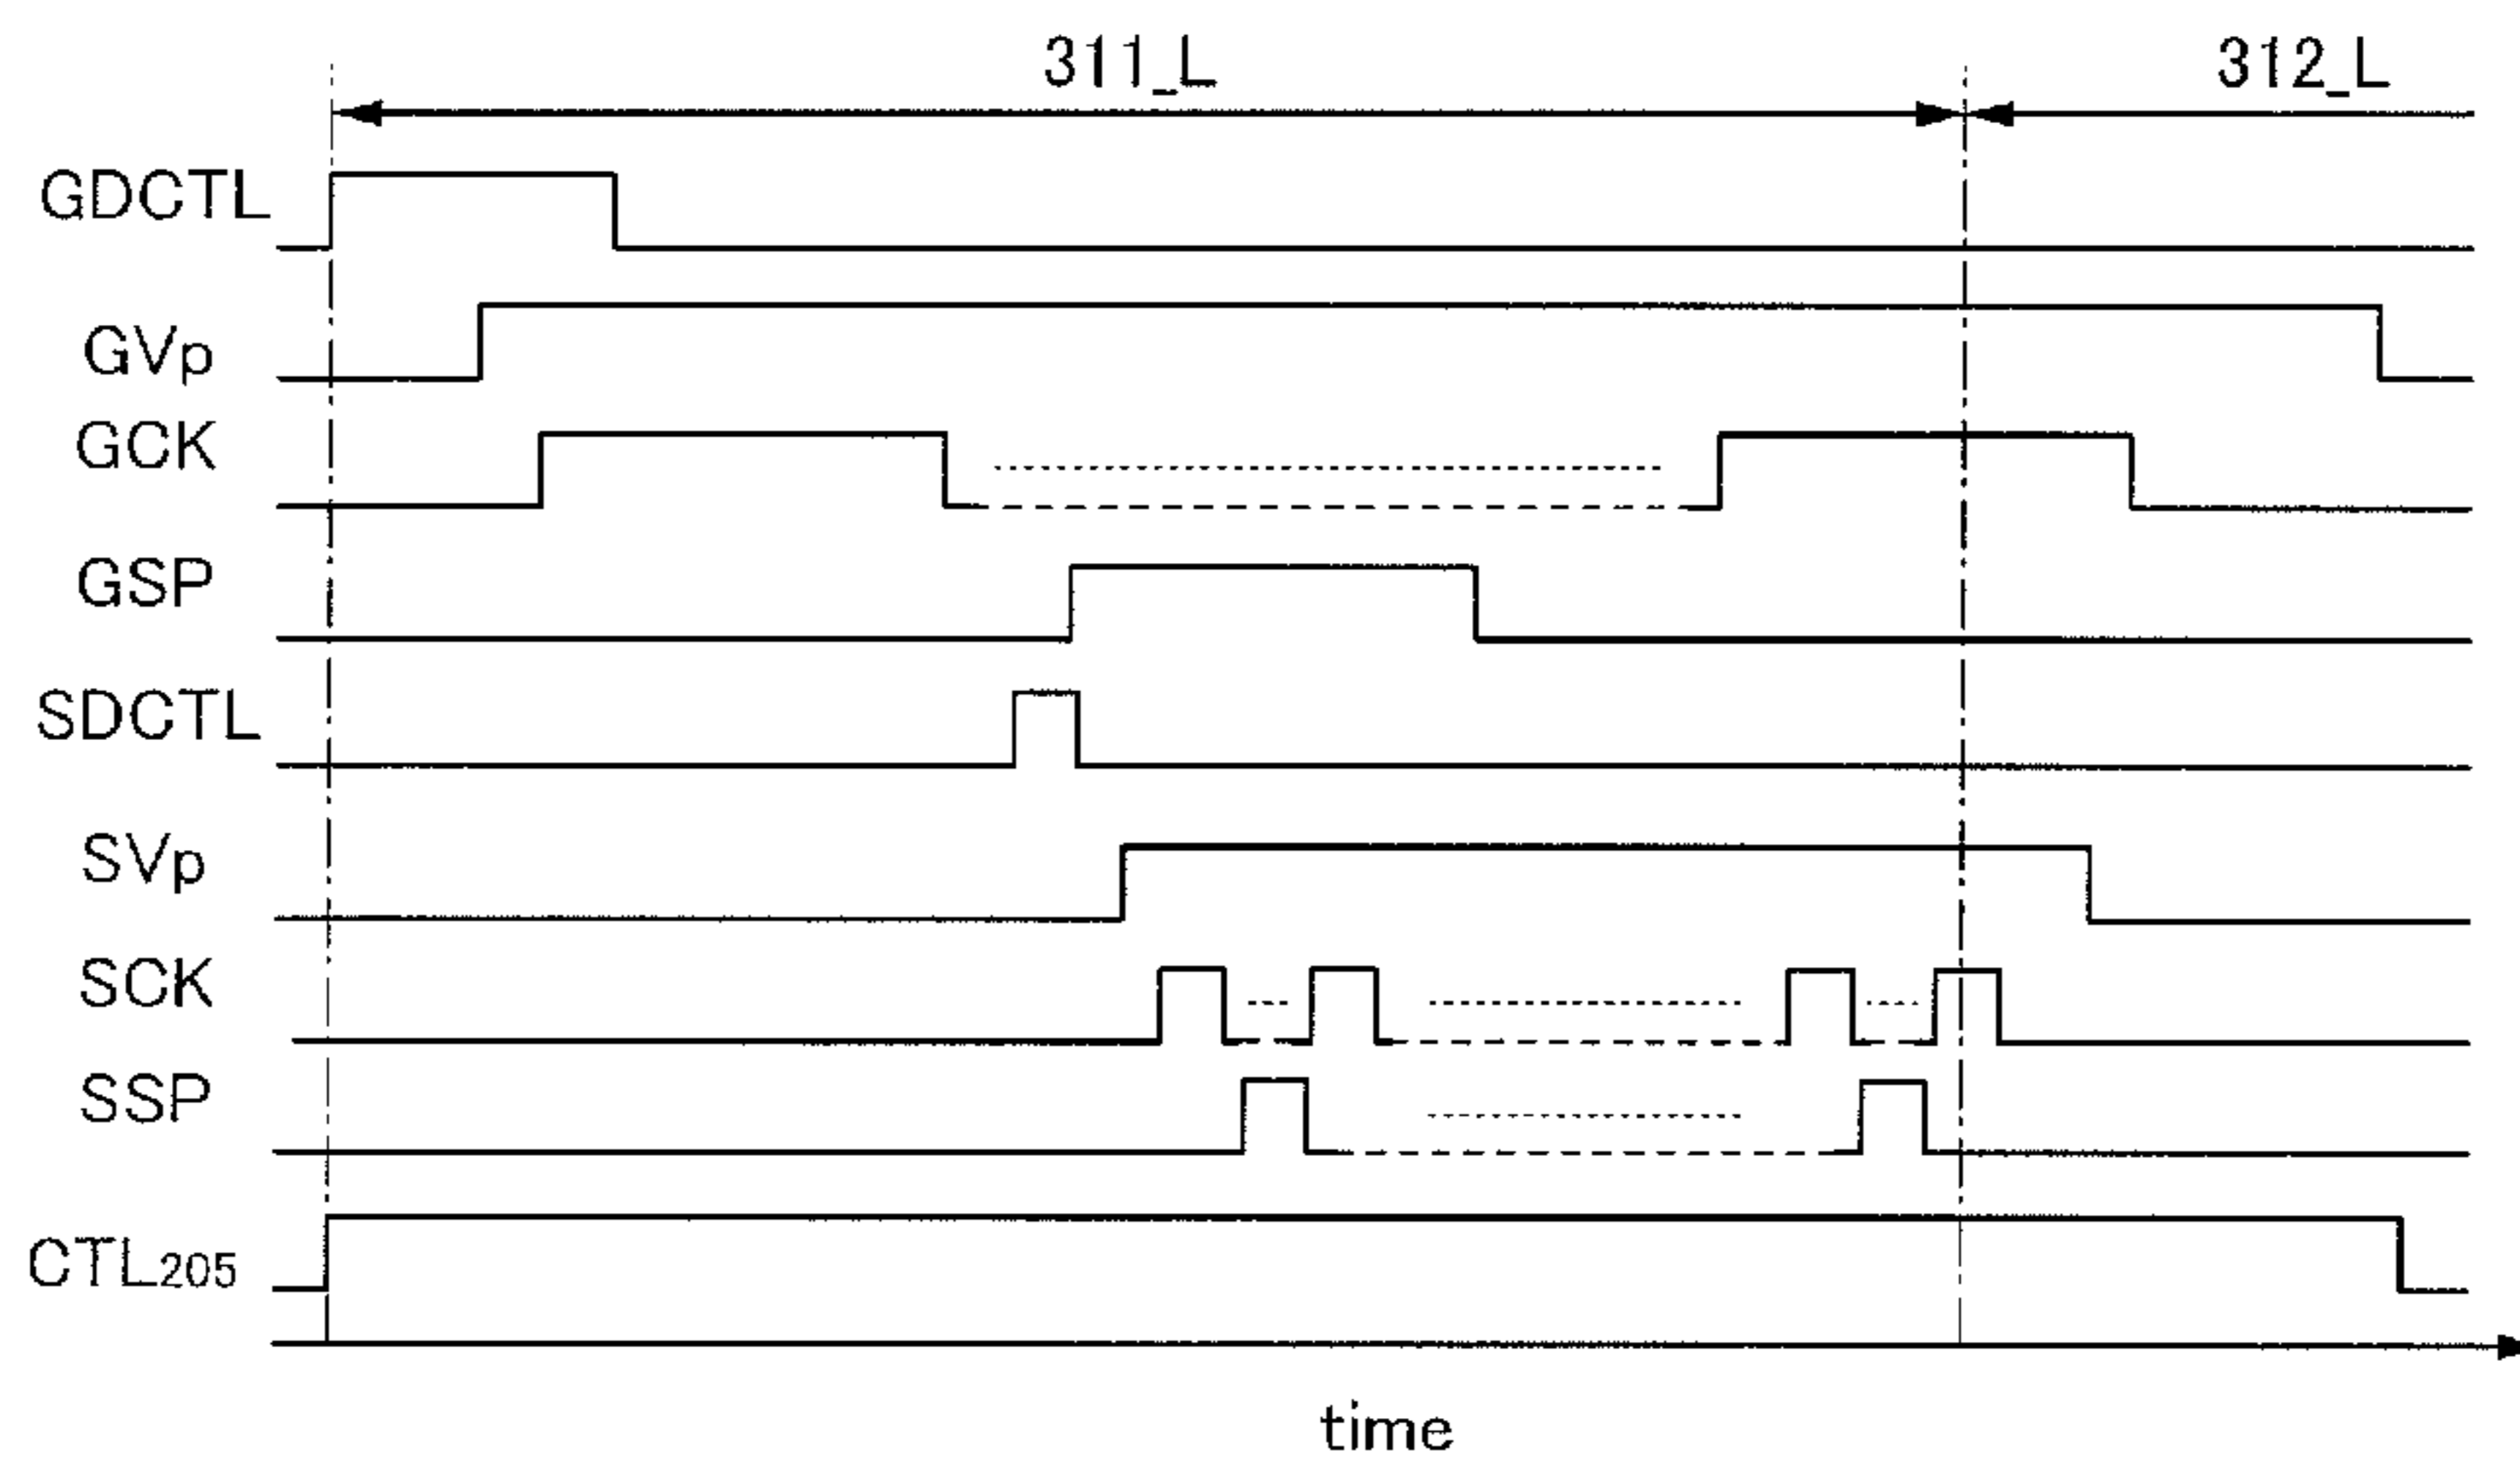 311_L 312_L
GDCTL
GVp
GCK
GSP
SDCTL
SVp
SCK
SSP
CTL205
time